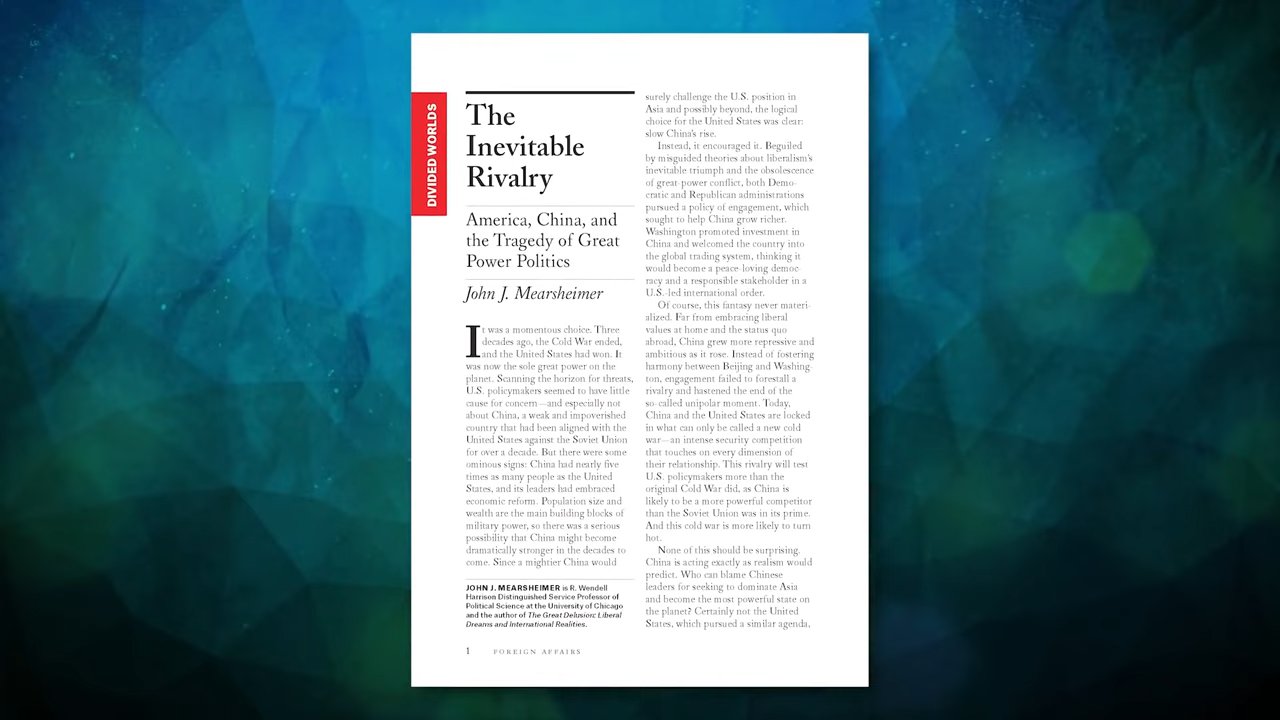 DIVIDED WORLDS
The
Inevitable
Rivalry
America, China, and
the Tragedy of Great
Power Politics
John J. Mearsheimer
It was a momentous choice. Three
decades ago, the Cold War ended,
and the United States had won. It
was now the sole great power on the
planet. Scanning the horizon for threats,
U.S. policymakers seemed to have little
cause for concern—and especially not
about China, a weak and impoverished
country that had been aligned with the
United States against the Soviet Union
for over a decade. But there were some
ominous signs: China had nearly five
times as many people as the United
States, and its leaders had embraced
economic reform. Population size and
wealth are the main building blocks of
military power, so there was a serious
possibility that China might become
dramatically stronger in the decades to
come. Since a mightier China would
JOHN J. MEARSHEIMER is R. Wendell
Harrison Distinguished Service Professor of
Political Science at the University of Chicago
and the author of The Great Delusion: Liberal
Dreams and International Realities.
1 FOREIGN AFFAIRS
surely challenge the U.S. position in
Asia and possibly beyond, the logical
choice for the United States was clear:
slow China's rise.
Instead, it encouraged it. Beguiled
by misguided theories about liberalism's
inevitable triumph and the obsolescence
of great-power conflict, both Demo-
cratic and Republican administrations
pursued a policy of engagement, which
sought to help China grow richer.
Washington promoted investment in
China and welcomed the country into
the global trading system, thinking it
would become a peace-loving democ-
racy and a responsible stakeholder in a
U.S.-led international order.
Of course, this fantasy never materi-
alized. Far from embracing liberal
values at home and the status quo
abroad, China grew more repressive and
ambitious as it rose. Instead of fostering
harmony between Beijing and Washing-
ton, engagement failed to forestall a
rivalry and hastened the end of the
so-called unipolar moment. Today,
China and the United States are locked
in what can only be called a new cold
war—an intense security competition
that touches on every dimension of
their relationship. This rivalry will test
U.S. policymakers more than the
original Cold War did, as China is
likely to be a more powerful competitor
than the Soviet Union was in its prime.
And this cold war is more likely to turn
hot.
None of this should be surprising.
China is acting exactly as realism would
predict. Who can blame Chinese
leaders for seeking to dominate Asia
and become the most powerful state on
the planet? Certainly not the United
States, which pursued a similar agenda,